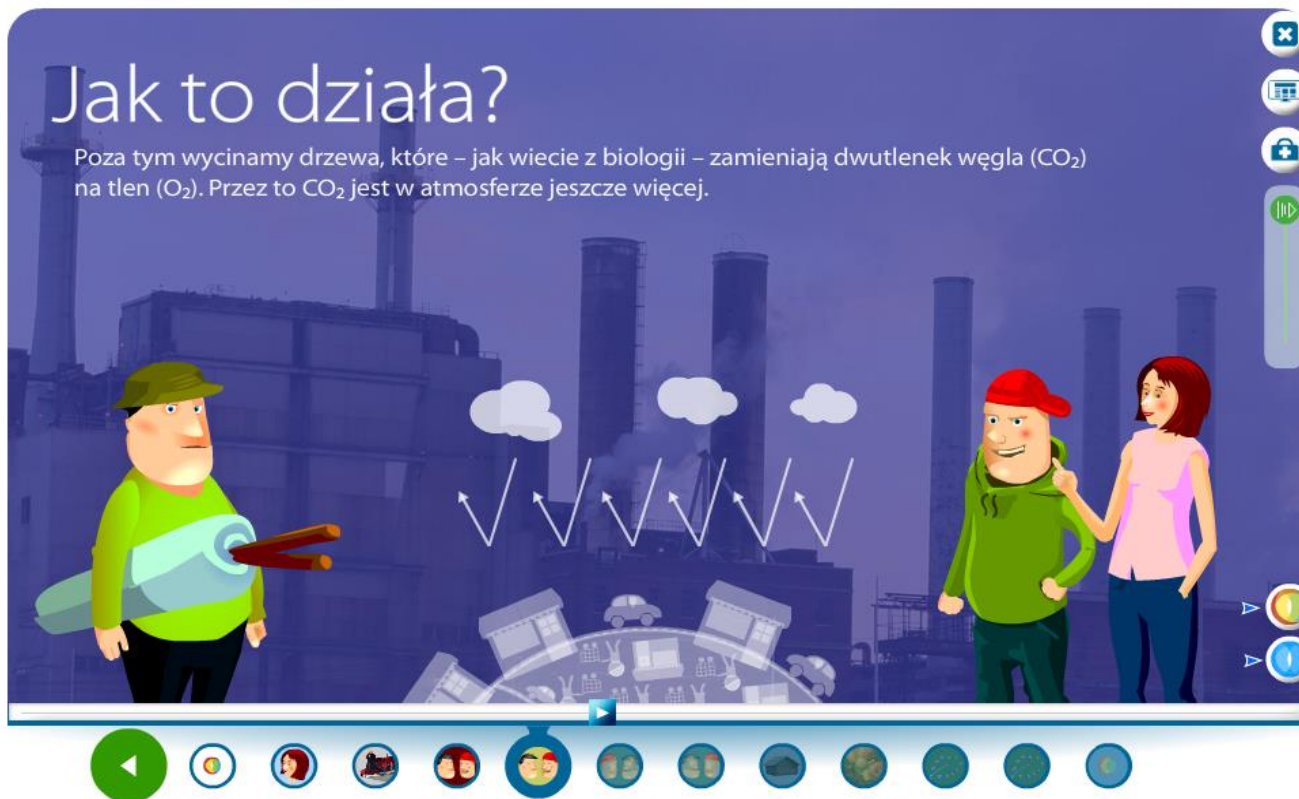 Jak to działa?
Poza tym wycinamy drzewa, które – jak wiecie z biologii – zamieniają dwutlenek węgla (CO₂)
na tlen (O₂). Przez to CO₂ jest w atmosferze jeszcze więcej.